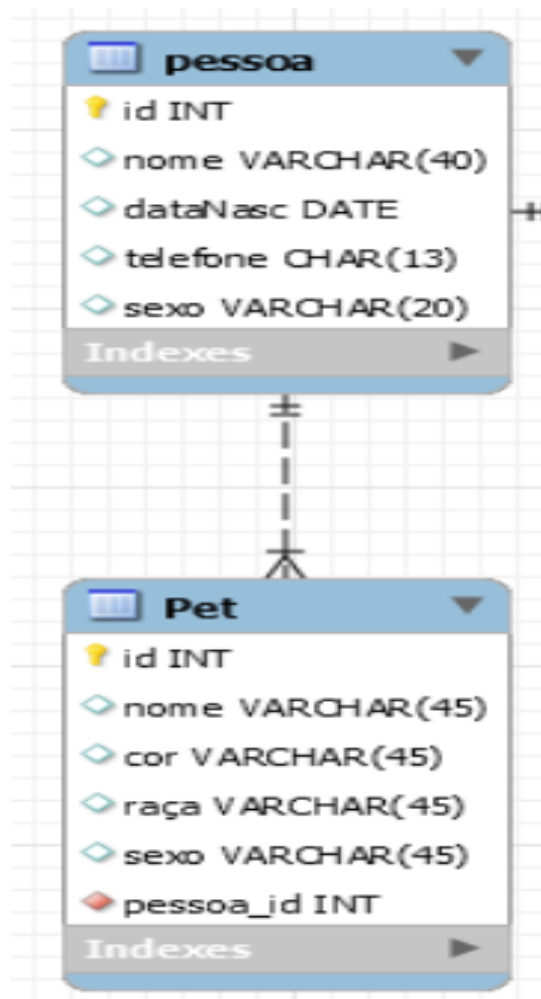 pessoa
id INT
nome VARCHAR(40)
dataNasc DATE
telefone CHAR(13)
sexo VARCHAR(20)
Indexes
Pet
id INT
nome VARCHAR(45)
cor VARCHAR(45)
raça VARCHAR(45)
sexo VARCHAR(45)
pessoa_id INT
Indexes